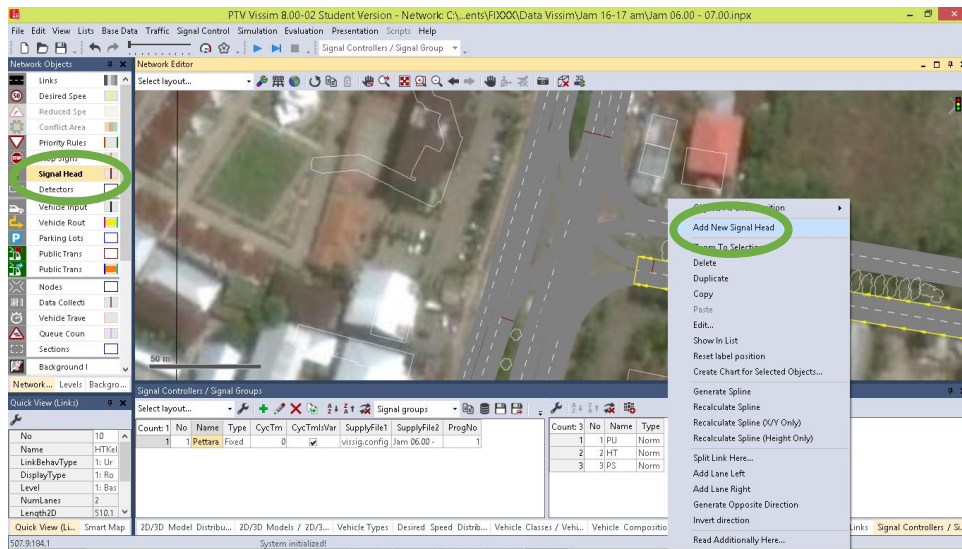 PTV Vissim 8.00-02 Student Version - Network: C:\...ents\FIXXX\Data Vissim\Jam 16-17 am\Jam 06.00 - 07.00.inpx
File Edit View Lists Base Data Traffic Signal Control Simulation Evaluation Presentation Scripts Help
Signal Controllers / Signal Group
Network Objects
Network Editor
Select layout...
Links
50 Desired Spee
Reduced Spe
Conflict Area
Priority Rules
Stop Signs
Signal Head
Detectors
Vehicle Input
Vehicle Rout
P Parking Lots
Public Trans
Public Trans
Nodes
Data Collecti
Vehicle Trave
Queue Coun
Sections
Background I
Network... Levels Backgro...
50 m
Add New Signal Head
Zoom To Selection
Delete
Duplicate
Copy
Paste
Edit...
Show In List
Reset label position
Create Chart for Selected Objects...
Generate Spline
Recalculate Spline
Recalculate Spline (X/Y Only)
Recalculate Spline (Height Only)
Split Link Here...
Add Lane Left
Add Lane Right
Generate Opposite Direction
Invert direction
Read Additionally Here...
Quick View (Links)
No 10
Name HTKel
LinkBehavType 1: Ur
DisplayType 1: Ro
Level 1: Bas
NumLanes 2
Length2D 510.1
Quick View (Li... Smart Map
Signal Controllers / Signal Groups
Select layout... Signal groups
Count: 1 No Name Type CycTm CycTmIsVar SupplyFile1 SupplyFile2 ProgNo
1 1 Pettara Fixed 0 vissig.config Jam 06.00 - 1
Count: 3 No Name Type
1 1 PU Norm
2 2 HT Norm
3 3 PS Norm
2D/3D Model Distribu... 2D/3D Models / 2D/3... Vehicle Types Desired Speed Distrib... Vehicle Classes / Vehi... Vehicle Compositio Links Signal Controllers / Si...
507.9:184.1 System initialized!